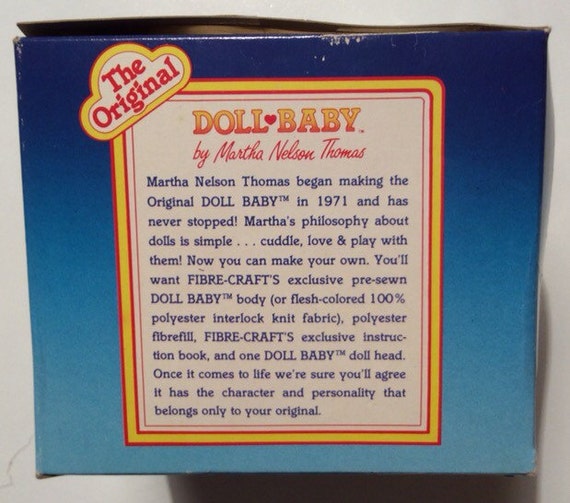 The
Original
DOLL♥BABY™
by Martha Nelson Thomas
Martha Nelson Thomas began making the
Original DOLL BABY™ in 1971 and has
never stopped! Martha's philosophy about
dolls is simple . . . cuddle, love & play with
them! Now you can make your own. You'll
want FIBRE-CRAFT'S exclusive pre-sewn
DOLL BABY™ body (or flesh-colored 100%
polyester interlock knit fabric), polyester
fibrefill, FIBRE-CRAFT'S exclusive instruc-
tion book, and one DOLL BABY™ doll head.
Once it comes to life we're sure you'll agree
it has the character and personality that
belongs only to your original.